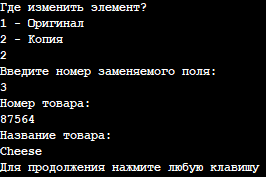 Где изменить элемент?
1 - Оригинал
2 - Копия
2
Введите номер заменяемого поля:
3
Номер товара:
87564
Название товара:
Cheese
Для продолжения нажмите любую клавишу